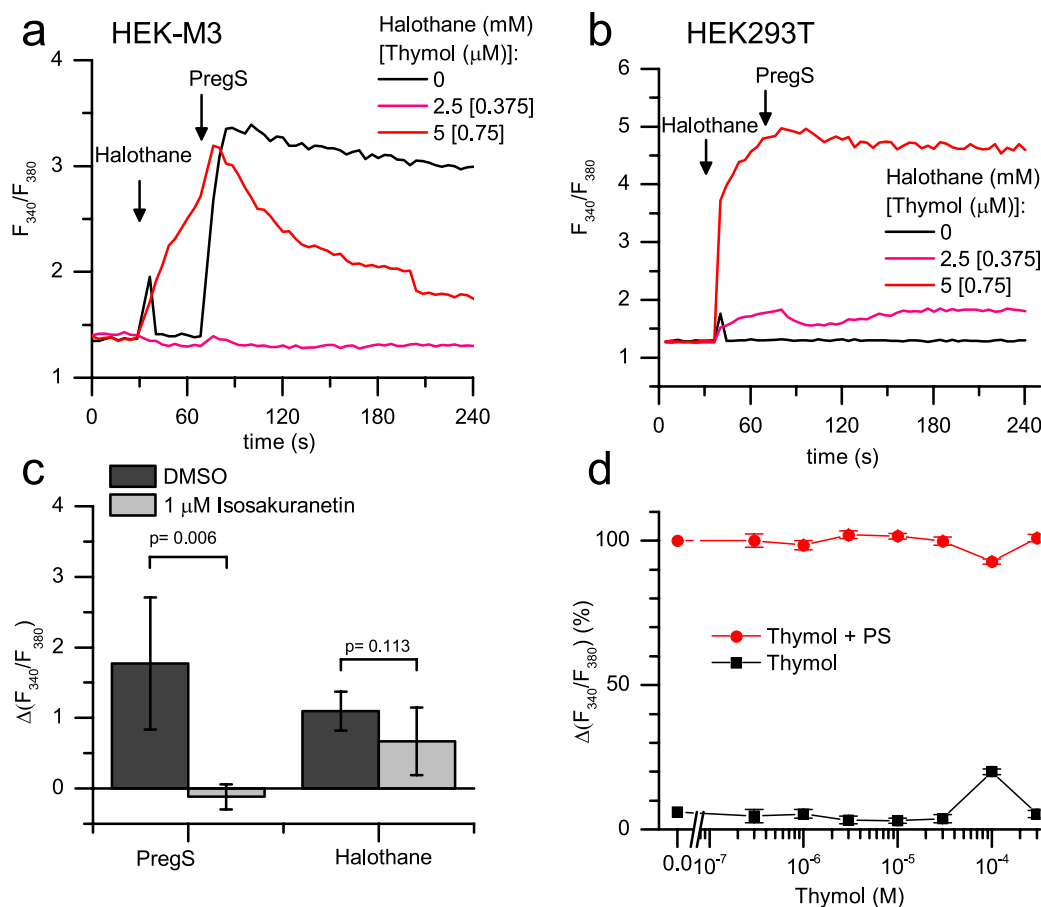 a HEK-M3
Halothane (mM)
[Thymol (μM)]:
0
2.5 [0.375]
5 [0.75]
PregS
Halothane
F340/F380
4
3
2
1
0 60 120 180 240
time (s)
b HEK293T
PregS
Halothane
Halothane (mM)
[Thymol (μM)]:
0
2.5 [0.375]
5 [0.75]
F340/F380
6
5
4
3
2
1
0 60 120 180 240
time (s)
c
DMSO
1 μM Isosakuranetin
p= 0.006
p= 0.113
Δ(F340/F380)
4
3
2
1
0
PregS Halothane
d
Thymol + PS
Thymol
Δ(F340/F380) (%)
100
50
0
0.0 10-7 10-6 10-5 10-4
Thymol (M)